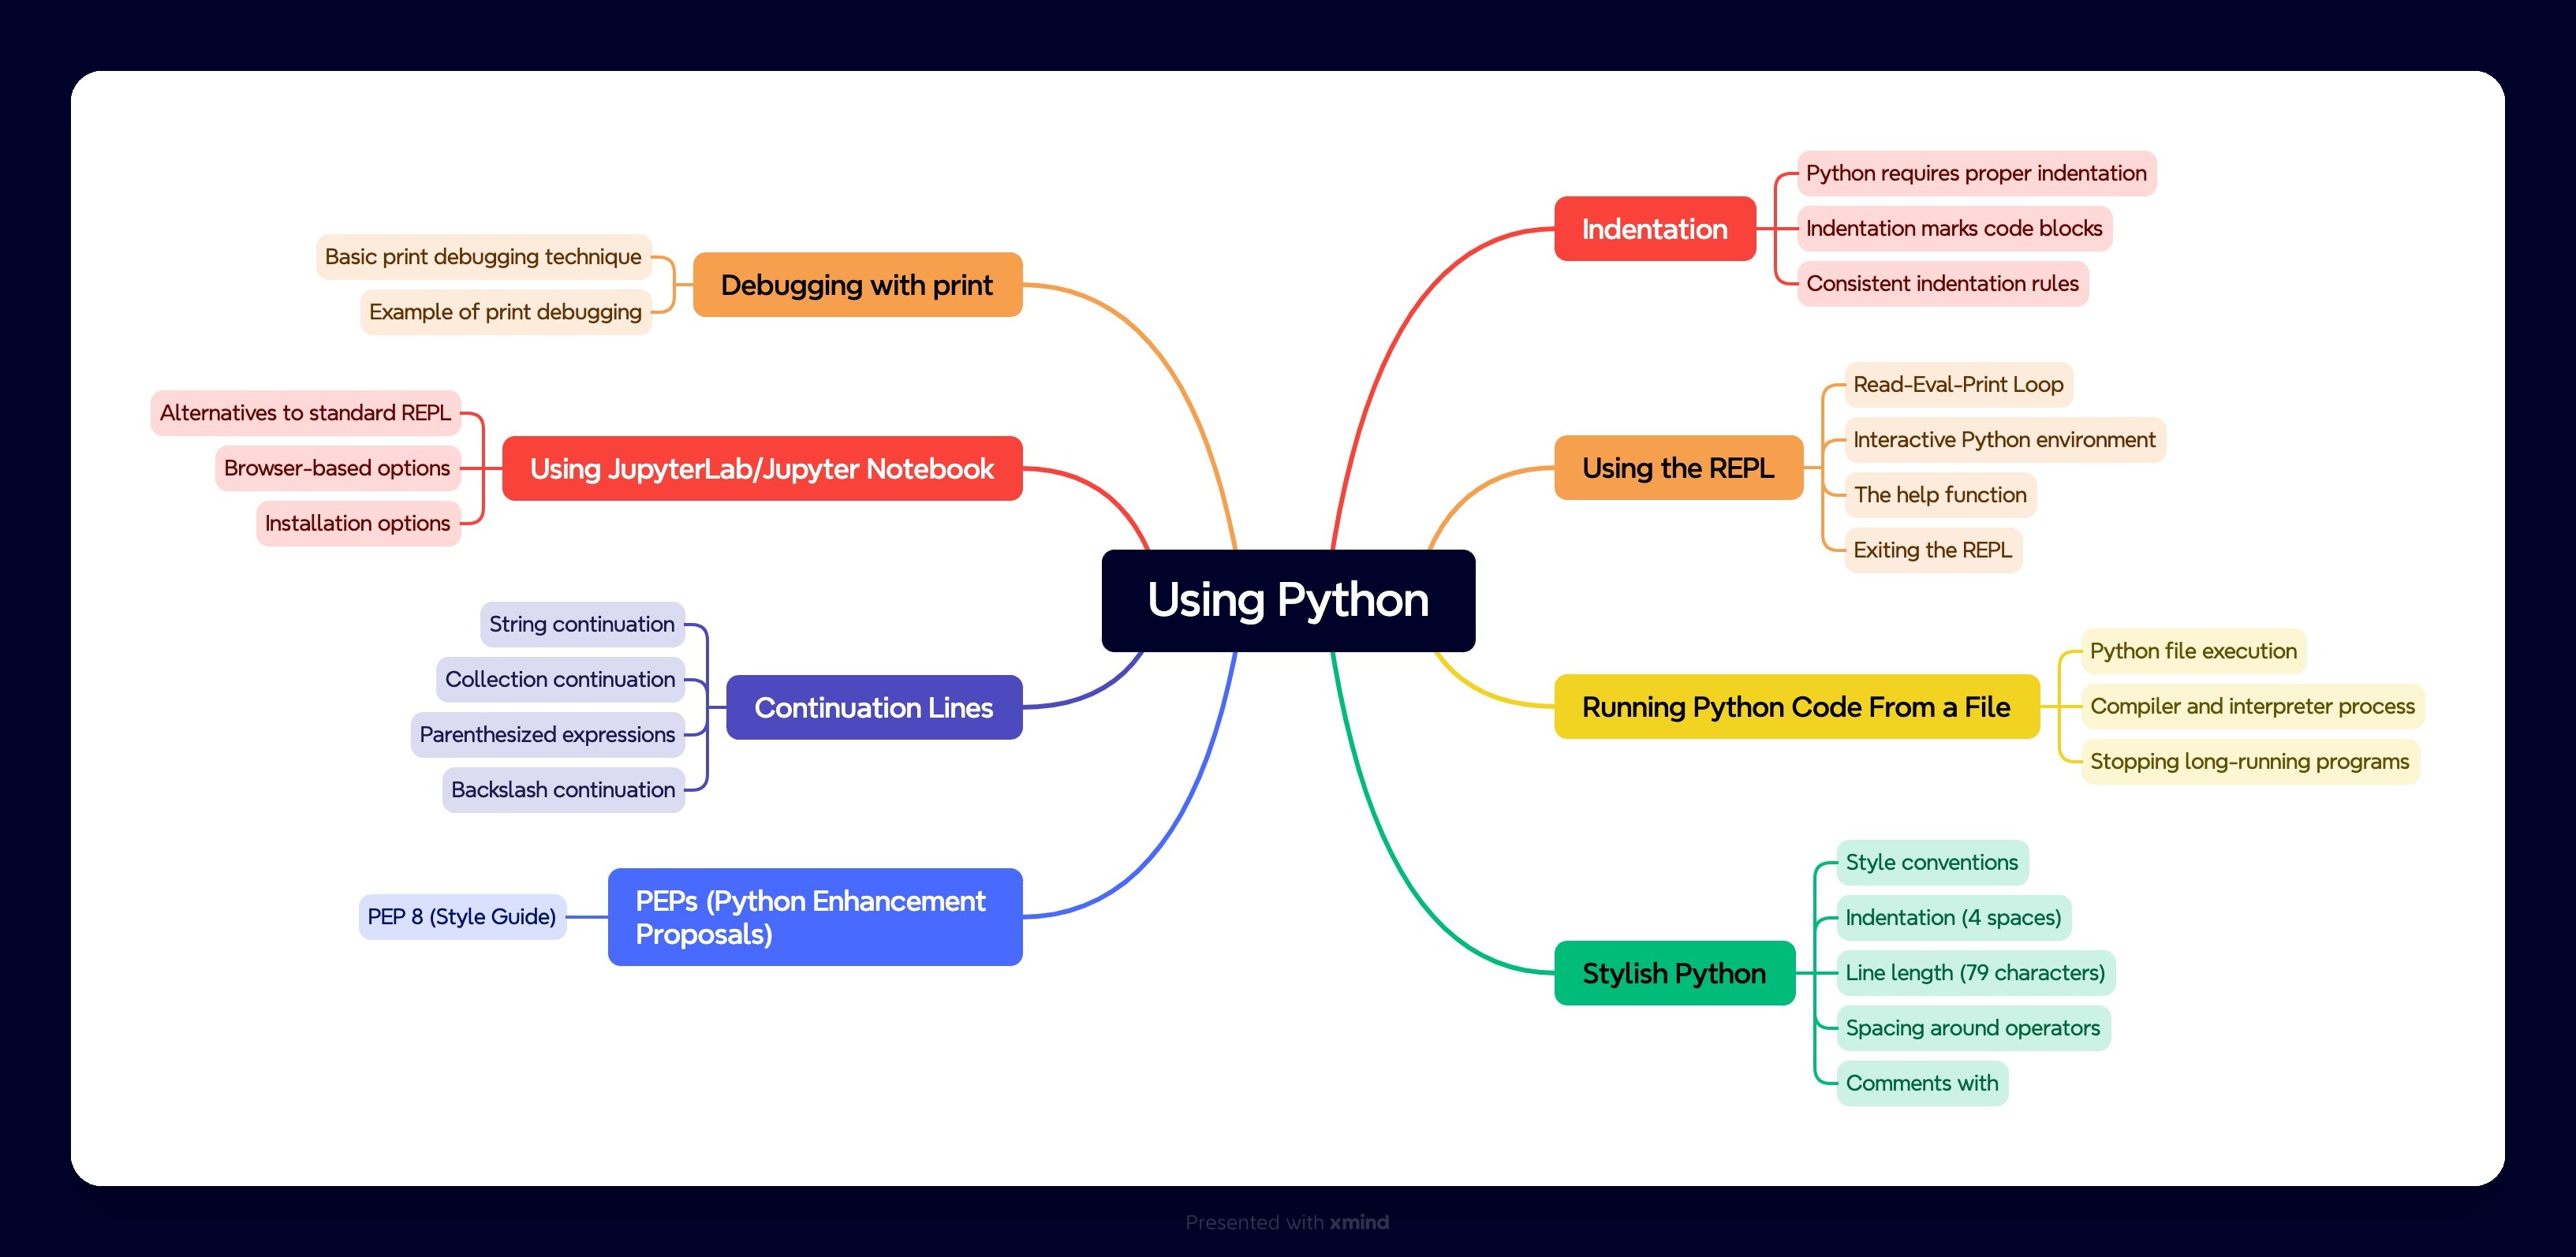 Using Python
Indentation
Python requires proper indentation
Indentation marks code blocks
Consistent indentation rules
Using the REPL
Read-Eval-Print Loop
Interactive Python environment
The help function
Exiting the REPL
Running Python Code From a File
Python file execution
Compiler and interpreter process
Stopping long-running programs
Stylish Python
Style conventions
Indentation (4 spaces)
Line length (79 characters)
Spacing around operators
Comments with
Debugging with print
Basic print debugging technique
Example of print debugging
Using JupyterLab/Jupyter Notebook
Alternatives to standard REPL
Browser-based options
Installation options
Continuation Lines
String continuation
Collection continuation
Parenthesized expressions
Backslash continuation
PEPs (Python Enhancement
Proposals)
PEP 8 (Style Guide)
Presented with xmind